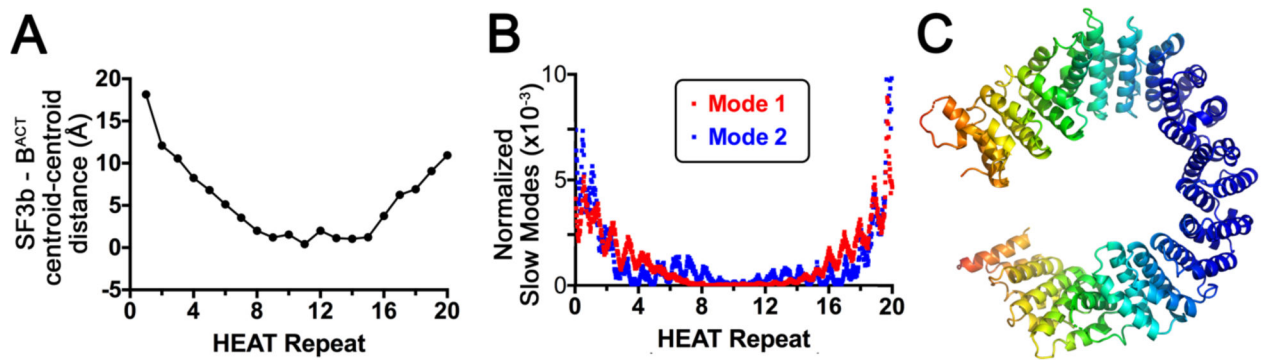 A
SF3b - Bᴬᶜᵀ
centroid-centroid
distance (Å)
20
15
10
5
0
-5
0
4
8
12
16
20
HEAT Repeat
B
Normalized
Slow Modes (x10⁻³)
10
5
0
Mode 1
Mode 2
0
4
8
12
16
20
HEAT Repeat
C